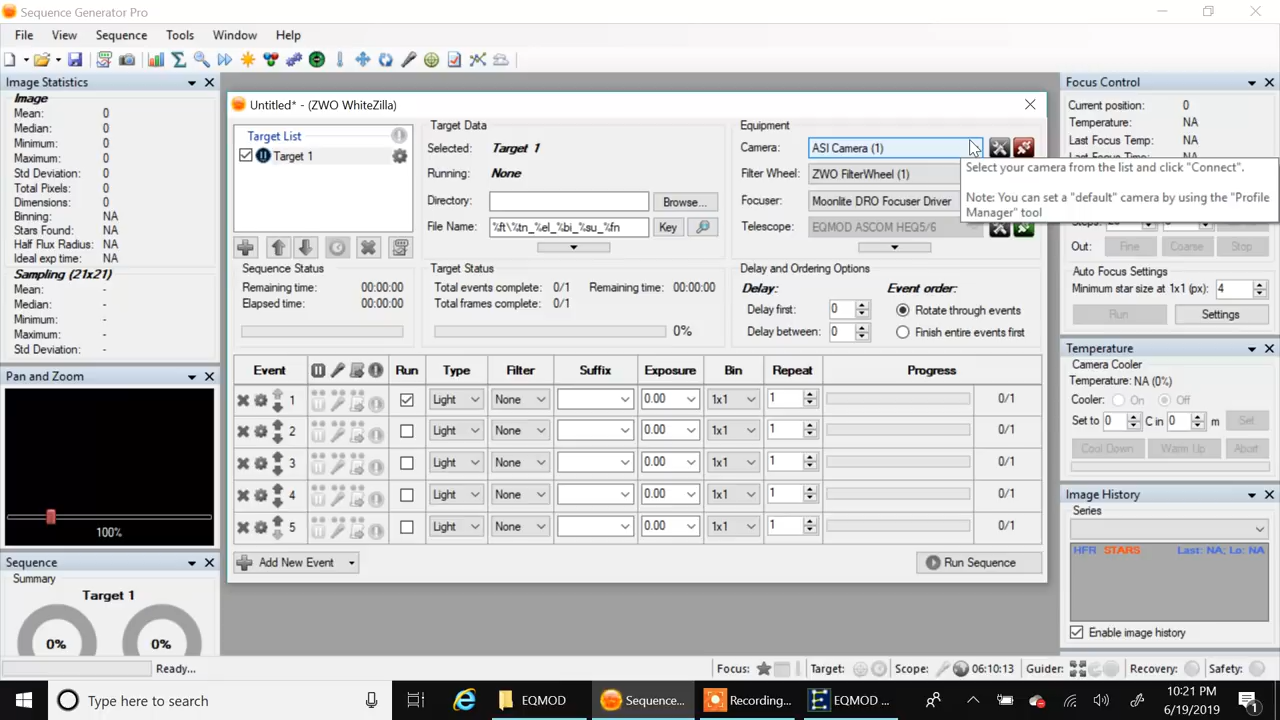 Sequence Generator Pro
File View Sequence Tools Window Help
Image Statistics
Image
Mean: 0
Median: 0
Minimum: 0
Maximum: 0
Std Deviation: 0
Total Pixels: 0
Dimensions: 0
Binning: NA
Stars Found: NA
Half Flux Radius: NA
Ideal exp time: NA
Sampling (21x21)
Mean: -
Median: -
Minimum: -
Maximum: -
Std Deviation: -
Pan and Zoom
100%
Sequence
Summary
Target 1
0% 0%
Untitled* - (ZWO WhiteZilla)
Target List
Target 1
Target Data
Selected: Target 1
Running: None
Directory: Browse...
File Name: %ft\%tn_%el_%bi_%su_%fn Key
Equipment
Camera: ASI Camera (1)
Filter Wheel: ZWO FilterWheel (1)
Focuser: Moonlite DRO Focuser Driver
Telescope: EQMOD ASCOM HEQ5/6
Select your camera from the list and click "Connect".
Note: You can set a "default" camera by using the "Profile
Manager" tool
Sequence Status
Remaining time: 00:00:00
Elapsed time: 00:00:00
Target Status
Total events complete: 0/1 Remaining time: 00:00:00
Total frames complete: 0/1
0%
Delay and Ordering Options
Delay: Event order:
Delay first: 0 Rotate through events
Delay between: 0 Finish entire events first
Event Run Type Filter Suffix Exposure Bin Repeat Progress
1 Light None 0.00 1x1 1 0/1
2 Light None 0.00 1x1 1 0/1
3 Light None 0.00 1x1 1 0/1
4 Light None 0.00 1x1 1 0/1
5 Light None 0.00 1x1 1 0/1
Add New Event Run Sequence
Focus Control
Current position: 0
Temperature: NA
Last Focus Temp: NA
Out: Fine Coarse Stop
Auto Focus Settings
Minimum star size at 1x1 (px): 4
Run Settings
Temperature
Camera Cooler
Temperature: NA (0%)
Cooler: On Off
Set to 0 C in 0 m Set
Cool Down Warm Up Abort
Image History
Series
HFR STARS Last: NA; Lo: NA
Enable image history
Ready... Focus: Target: Scope: 06:10:13 Guider: Recovery: Safety:
Type here to search EQMOD Sequence... Recording... EQMOD ... 10:21 PM
6/19/2019
1